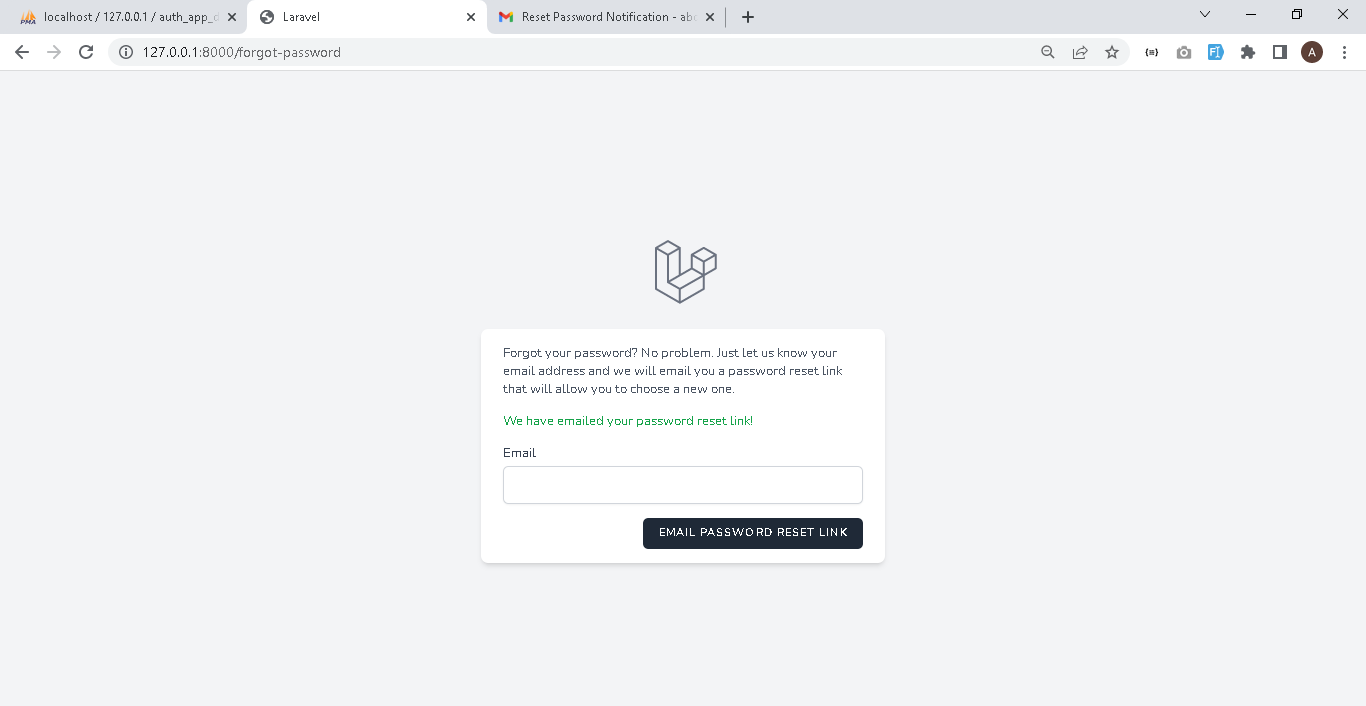 PMA
localhost / 127.0.0.1 / auth_app_d
Laravel
Reset Password Notification - abc
127.0.0.1:8000/forgot-password
A
Forgot your password? No problem. Just let us know your
email address and we will email you a password reset link
that will allow you to choose a new one.
We have emailed your password reset link!
Email
EMAIL PASSWORD RESET LINK